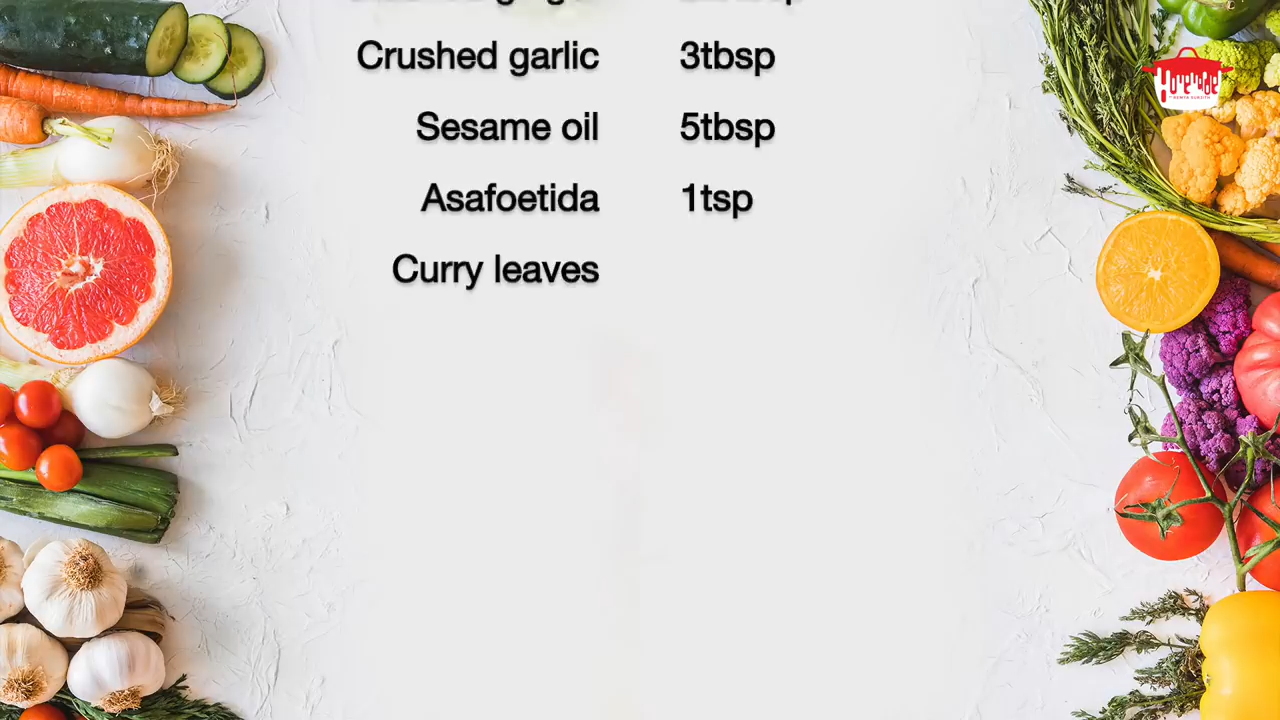 Crushed garlic 3tbsp
Sesame oil 5tbsp
Asafoetida 1tsp
Curry leaves